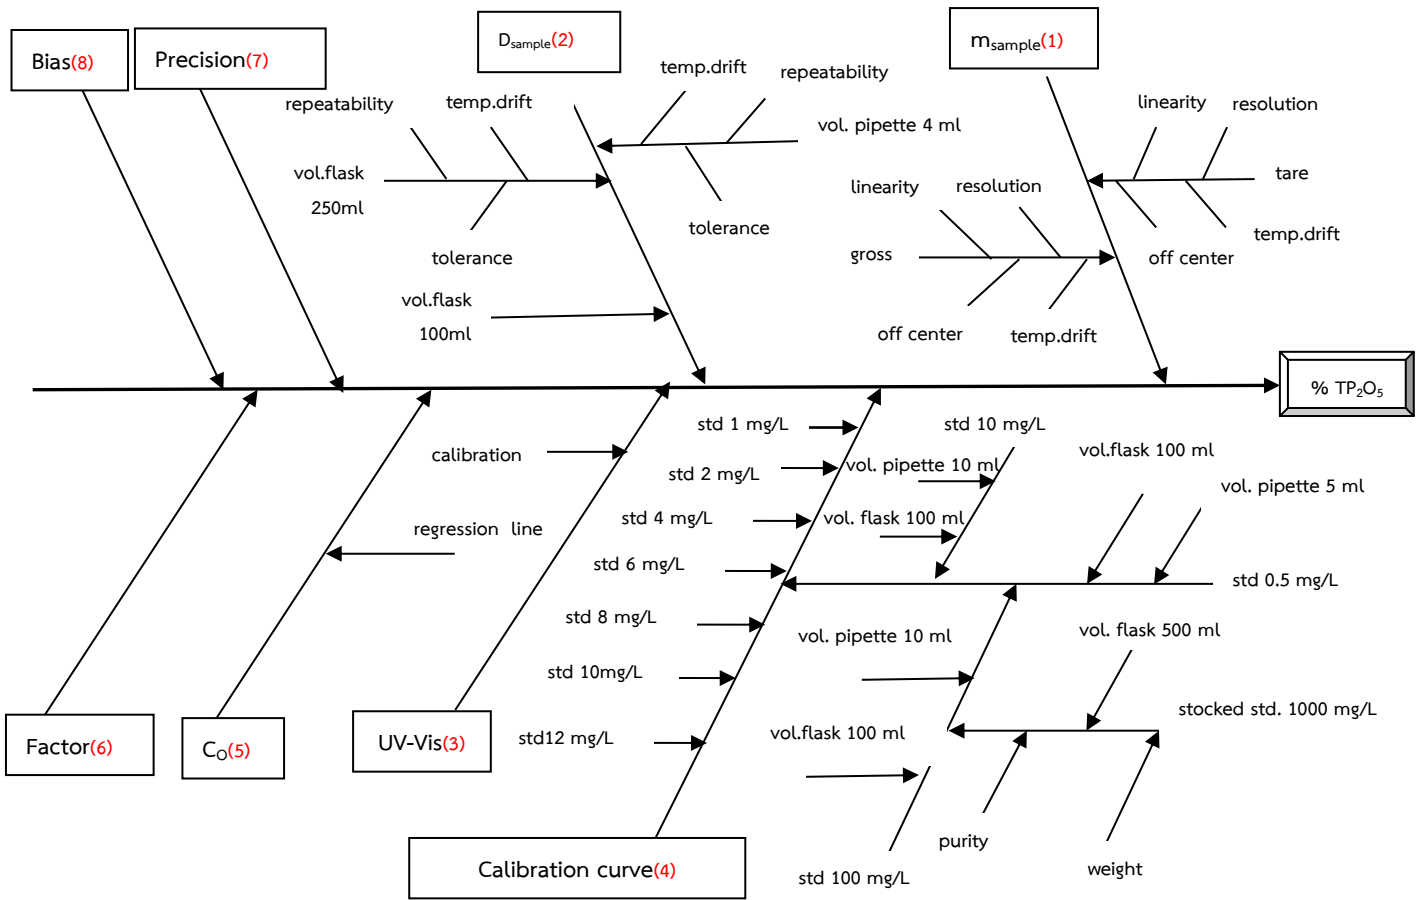 Bias(8)
Precision(7)
Dsample(2)
msample(1)
temp.drift
repeatability
repeatability
temp.drift
vol. pipette 4 ml
linearity
resolution
vol.flask
250ml
tolerance
tolerance
linearity
resolution
tare
gross
off center
temp.drift
vol.flask
100ml
off center
temp.drift
% TP₂O₅
std 1 mg/L
std 10 mg/L
vol.flask 100 ml
calibration
std 2 mg/L
vol. pipette 10 ml
vol. pipette 5 ml
regression line
std 4 mg/L
vol. flask 100 ml
std 6 mg/L
std 0.5 mg/L
std 8 mg/L
vol. pipette 10 ml
vol. flask 500 ml
std 10mg/L
stocked std. 1000 mg/L
Factor(6)
CO(5)
UV-Vis(3)
std12 mg/L
vol.flask 100 ml
purity
weight
Calibration curve(4)
std 100 mg/L